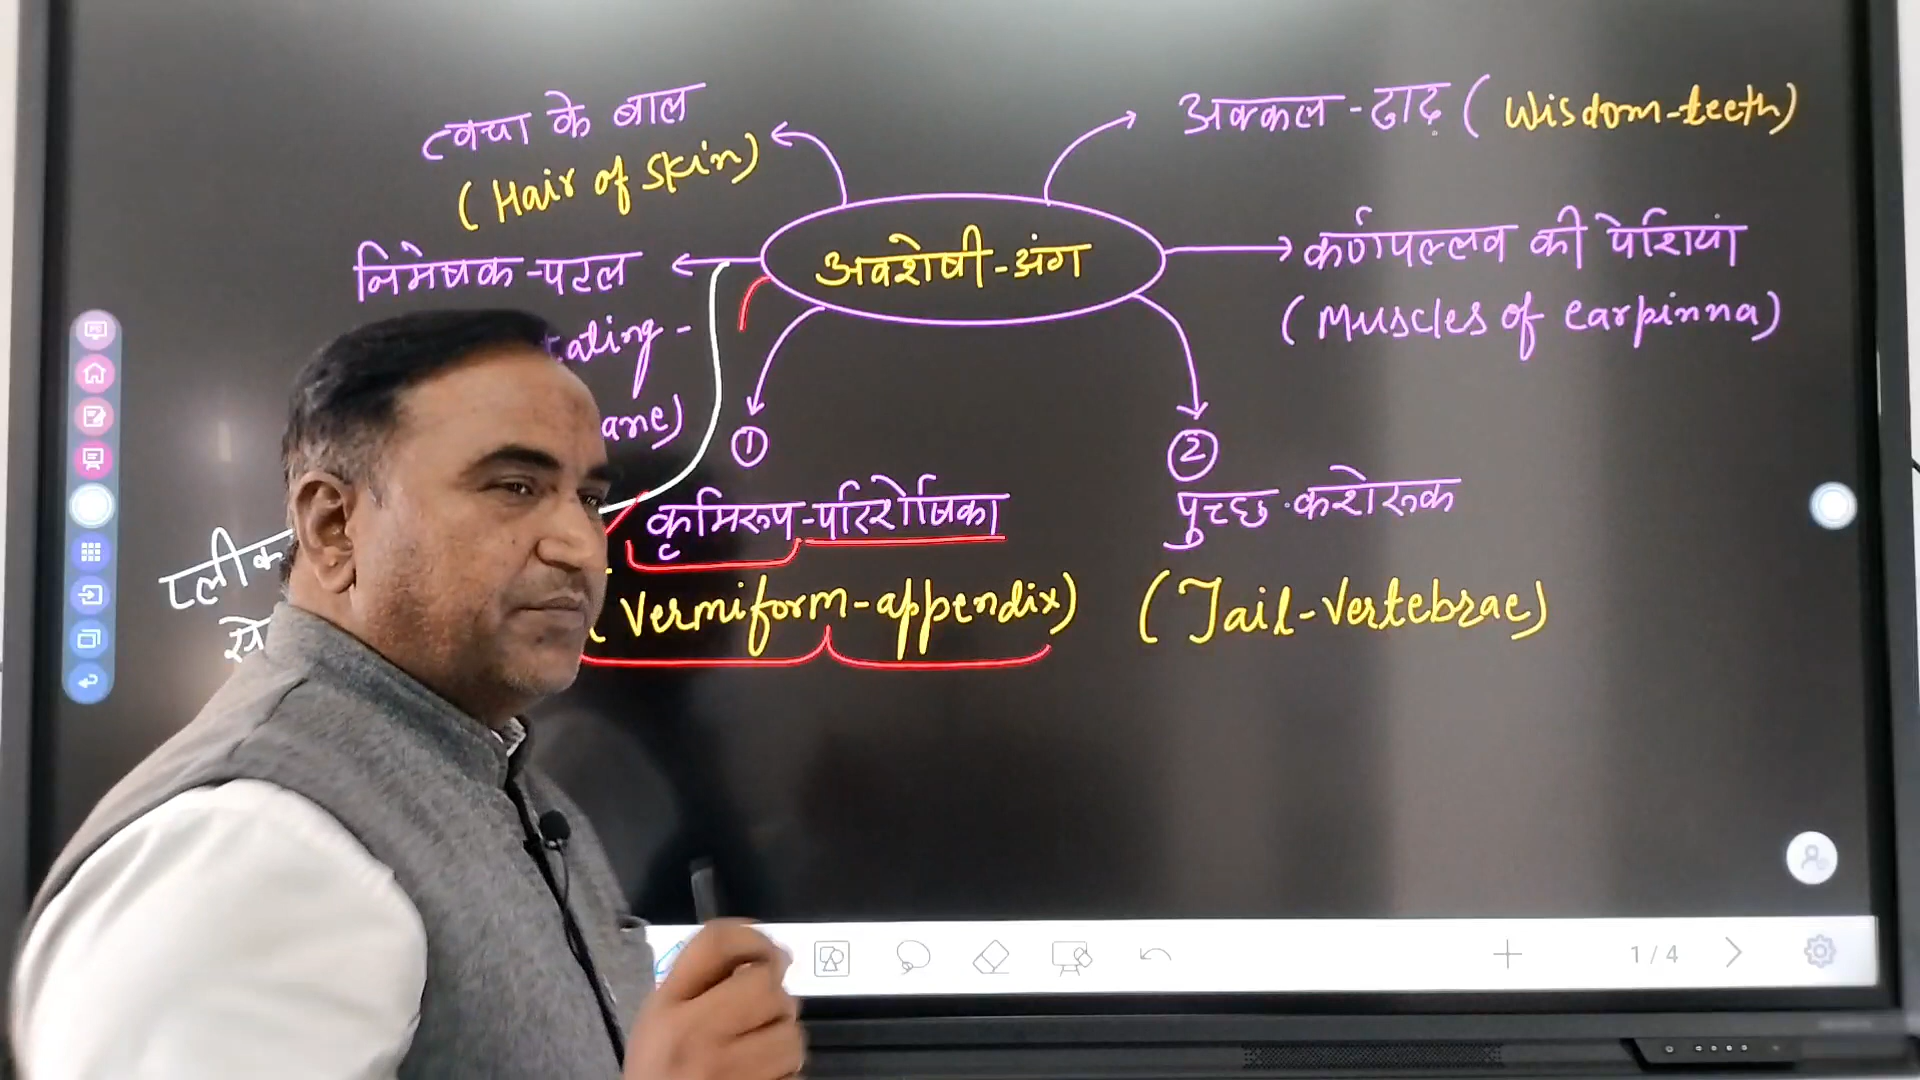 त्वचा के बाल
(Hair of skin)
निमेषक-पटल
ane)
अवशेषी-अंग
अक्कल-दाढ़ (Wisdom-teeth)
कर्णपल्लव की पेशियां
(Muscles of earpinna)
①
कृमिरूप-परिशेषिका
(Vermiform-appendix)
②
पुच्छ-कशेरूक
(Tail-Vertebrae)
1/4